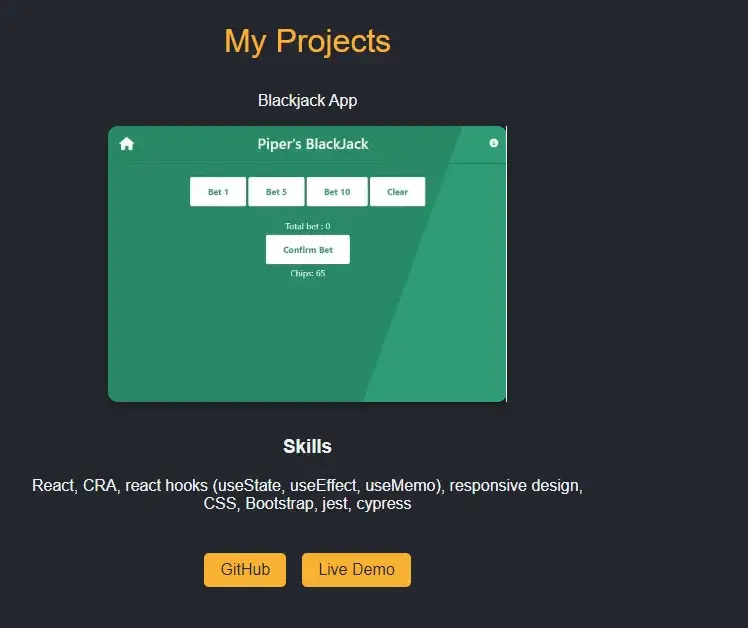 My Projects
Blackjack App
Piper's BlackJack
Bet 1 Bet 5 Bet 10 Clear
Total bet : 0
Confirm Bet
Chips: 65
Skills
React, CRA, react hooks (useState, useEffect, useMemo), responsive design,
CSS, Bootstrap, jest, cypress
GitHub Live Demo